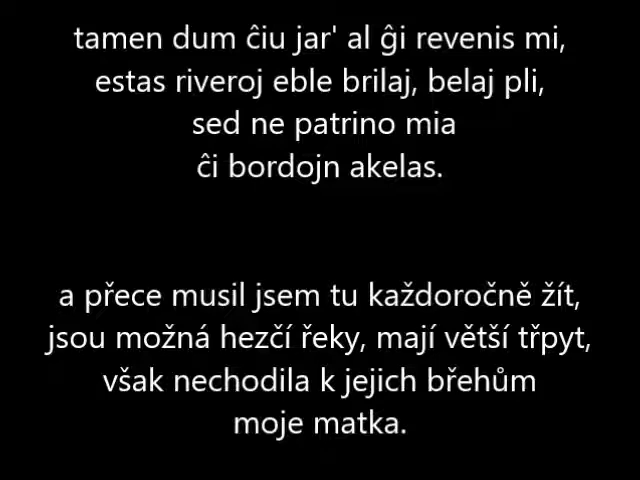 tamen dum ĉiu jar' al ĝi revenis mi,
estas riveroj eble brilaj, belaj pli,
sed ne patrino mia
ĉi bordojn akelas.
a přece musil jsem tu každoročně žít,
jsou možná hezčí řeky, mají větší třpyt,
však nechodila k jejich břehům
moje matka.